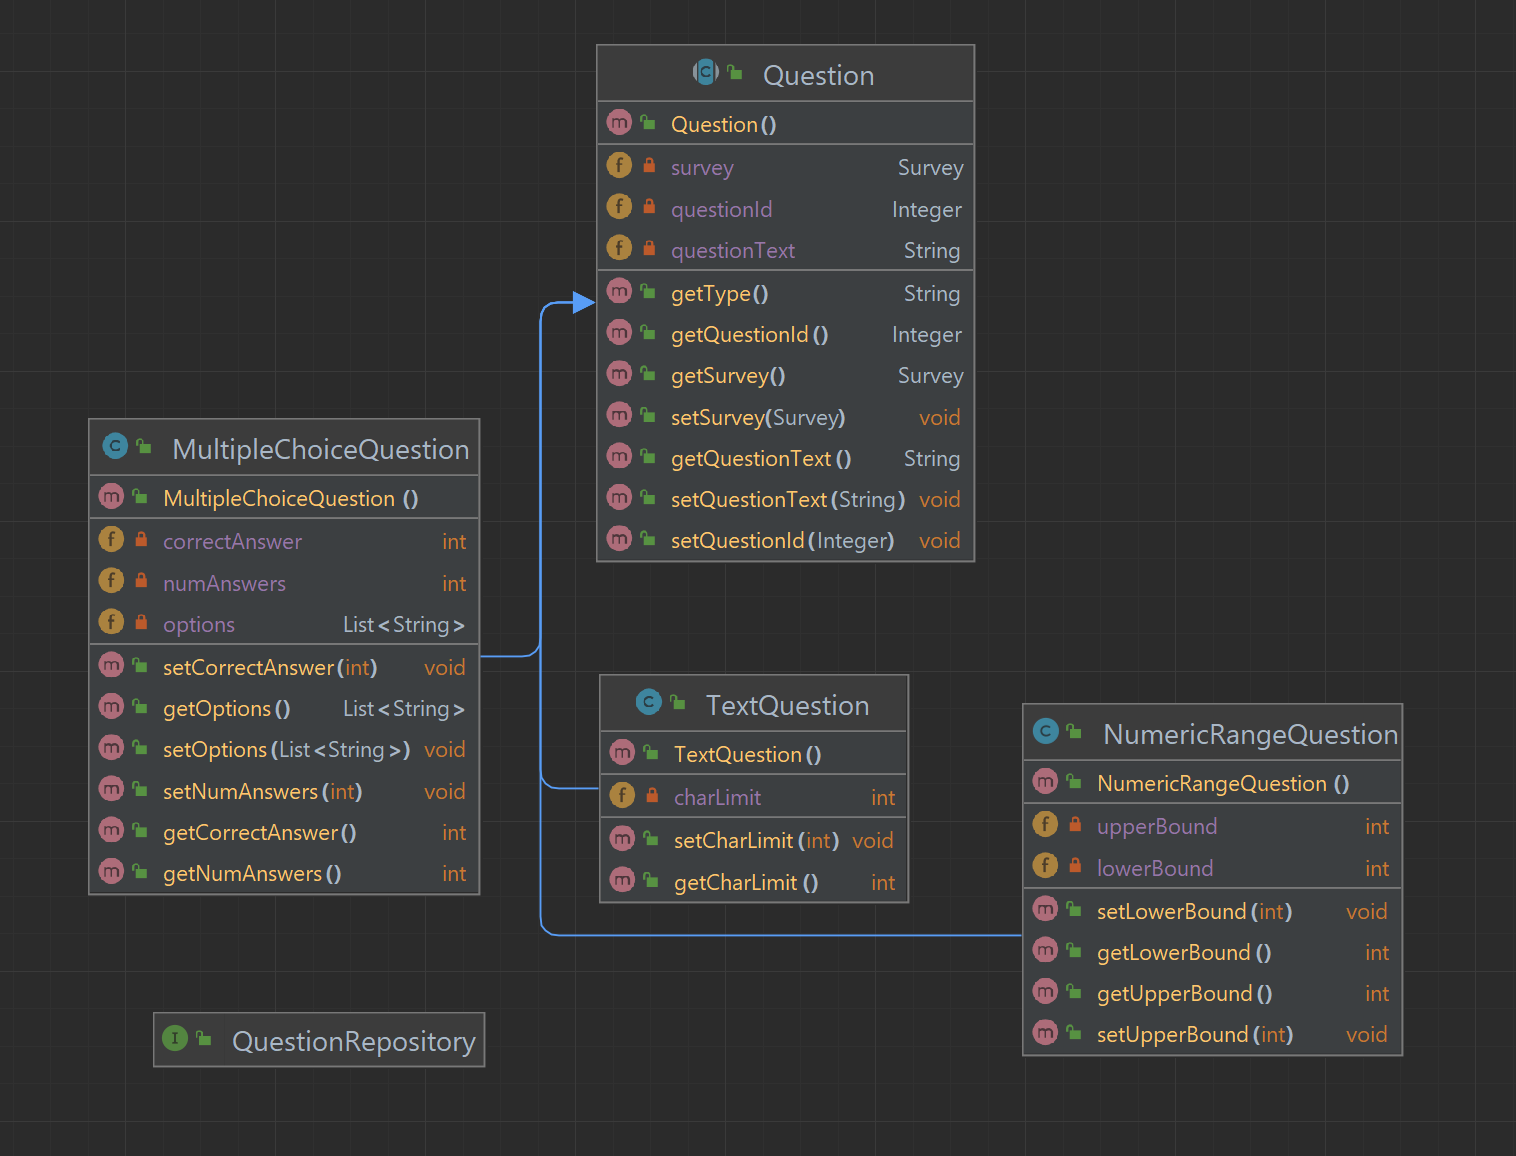 Question
Question()
survey Survey
questionId Integer
questionText String
getType() String
getQuestionId() Integer
getSurvey() Survey
setSurvey(Survey) void
getQuestionText() String
setQuestionText(String) void
setQuestionId(Integer) void
MultipleChoiceQuestion
MultipleChoiceQuestion()
correctAnswer int
numAnswers int
options List<String>
setCorrectAnswer(int) void
getOptions() List<String>
setOptions(List<String>) void
setNumAnswers(int) void
getCorrectAnswer() int
getNumAnswers() int
TextQuestion
TextQuestion()
charLimit int
setCharLimit(int) void
getCharLimit() int
NumericRangeQuestion
NumericRangeQuestion()
upperBound int
lowerBound int
setLowerBound(int) void
getLowerBound() int
getUpperBound() int
setUpperBound(int) void
QuestionRepository